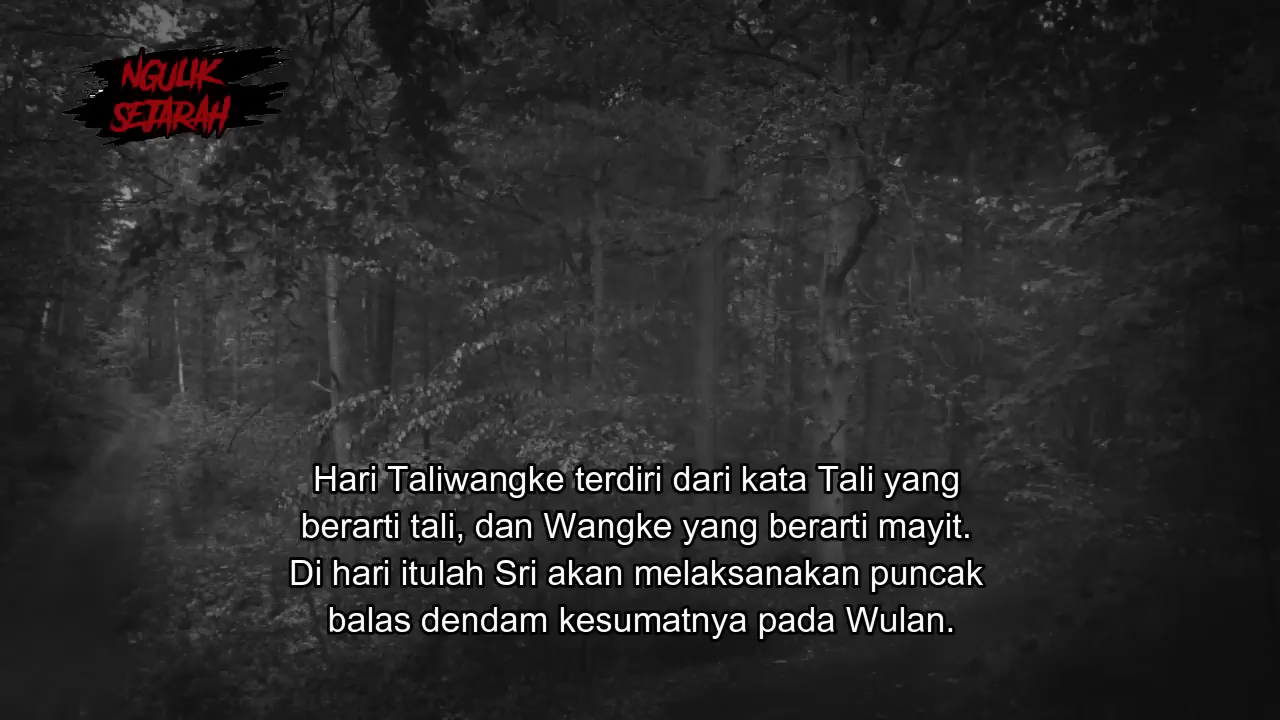 NGULIK
SEJARAH
Hari Taliwangke terdiri dari kata Tali yang
berarti tali, dan Wangke yang berarti mayit.
Di hari itulah Sri akan melaksanakan puncak
balas dendam kesumatnya pada Wulan.